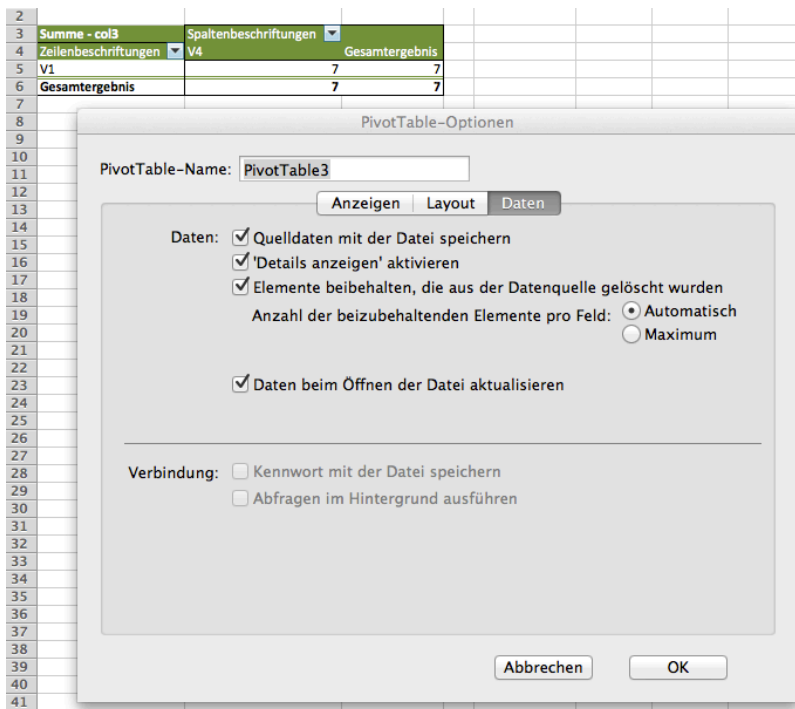 2
3 Summe - col3 Spaltenbeschriftungen
4 Zeilenbeschriftungen V4 Gesamtergebnis
5 V1 7 7
6 Gesamtergebnis 7 7
7
8 PivotTable-Optionen
9
10
11 PivotTable-Name: PivotTable3
12
13 Anzeigen Layout Daten
14
15 Daten: Quelldaten mit der Datei speichern
16 'Details anzeigen' aktivieren
17 Elemente beibehalten, die aus der Datenquelle gelöscht wurden
18
19 Anzahl der beizubehaltenden Elemente pro Feld: Automatisch
20 Maximum
21
22
23 Daten beim Öffnen der Datei aktualisieren
24
25
26
27
28 Verbindung: Kennwort mit der Datei speichern
29 Abfragen im Hintergrund ausführen
30
31
32
33
34
35
36
37
38
39 Abbrechen OK
40
41